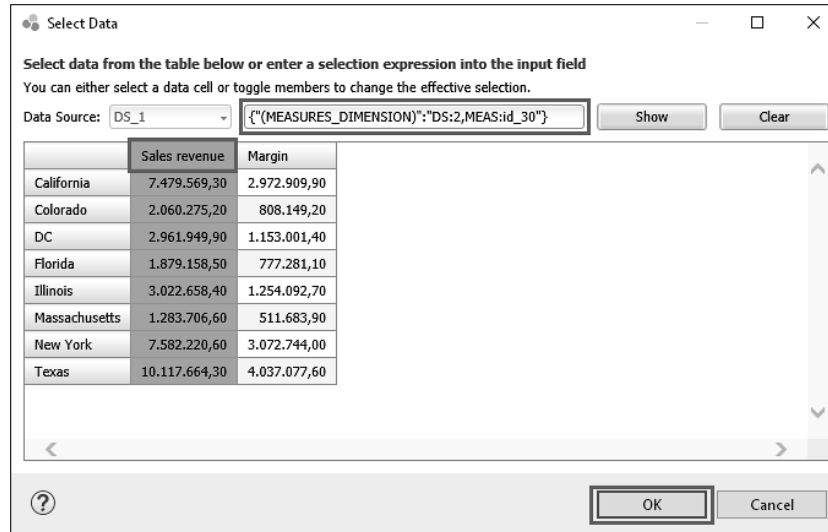 Select Data
Select data from the table below or enter a selection expression into the input field
You can either select a data cell or toggle members to change the effective selection.
Data Source: DS_1 {"(MEASURES_DIMENSION)":"DS:2,MEAS:id_30"} Show Clear
Sales revenue Margin
California 7.479.569,30 2.972.909,90
Colorado 2.060.275,20 808.149,20
DC 2.961.949,90 1.153.001,40
Florida 1.879.158,50 777.281,10
Illinois 3.022.658,40 1.254.092,70
Massachusetts 1.283.706,60 511.683,90
New York 7.582.220,60 3.072.744,00
Texas 10.117.664,30 4.037.077,60
? OK Cancel